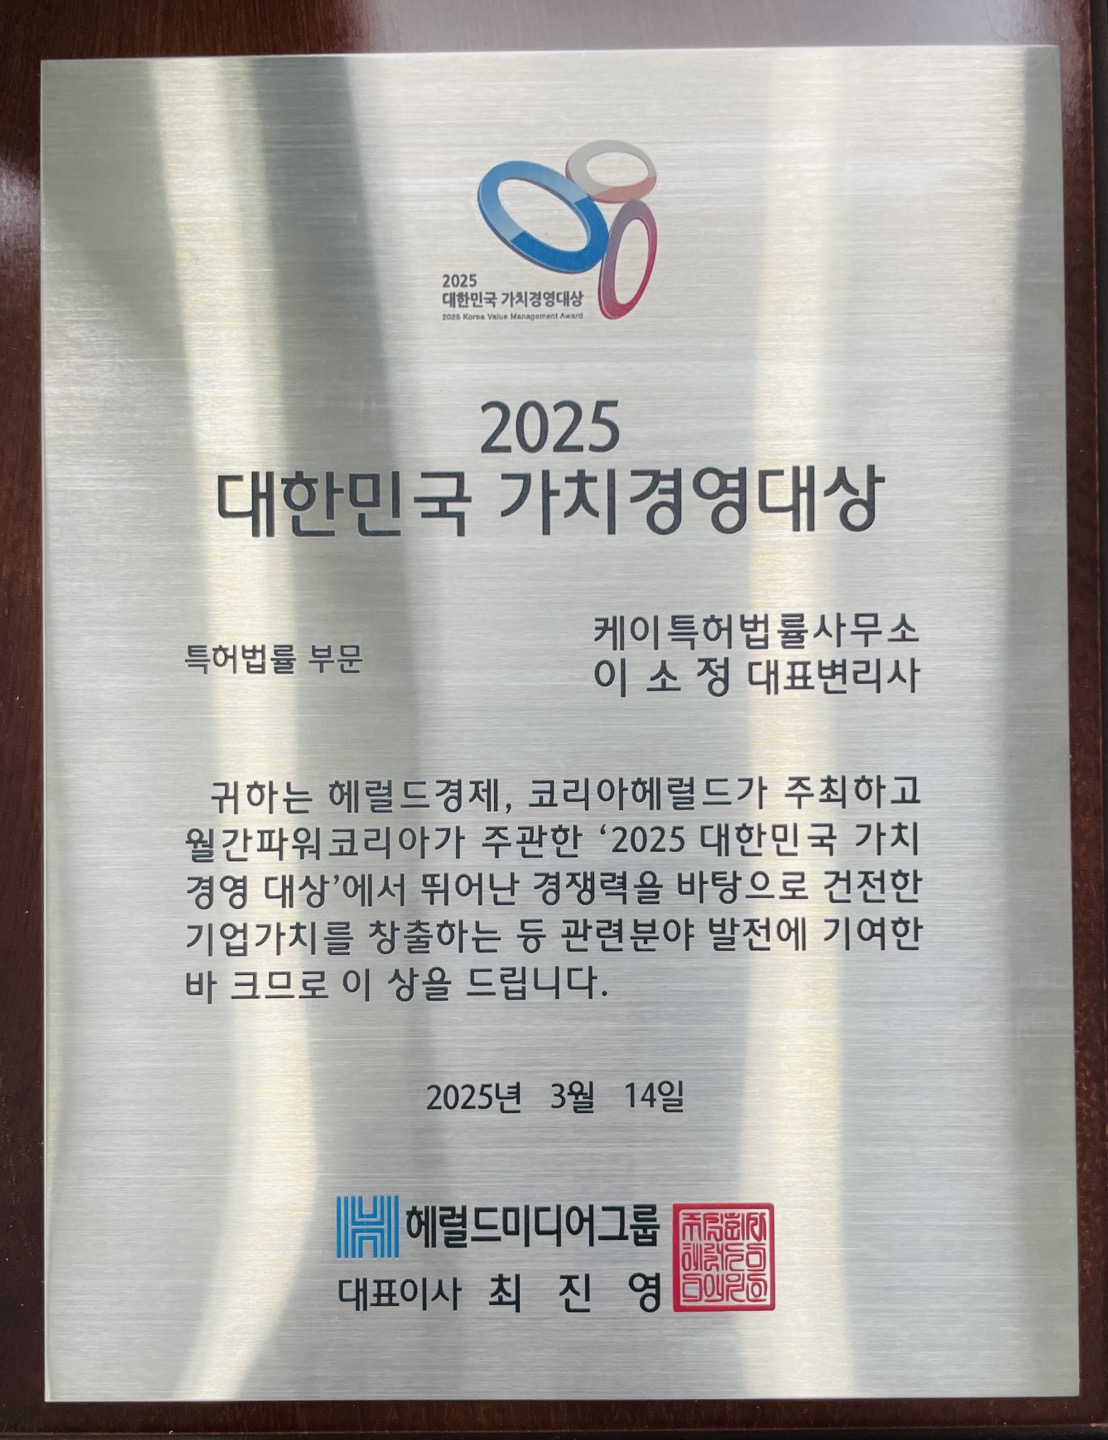 2025
대한민국 가치경영대상
2025 Korea Value Management Award
2025
대한민국 가치경영대상
특허법률 부문
케이특허법률사무소
이 소 정 대표변리사
귀하는 헤럴드경제, 코리아헤럴드가 주최하고
월간파워코리아가 주관한 ‘2025 대한민국 가치
경영 대상’에서 뛰어난 경쟁력을 바탕으로 건전한
기업가치를 창출하는 등 관련분야 발전에 기여한
바 크므로 이 상을 드립니다.
2025년 3월 14일
헤럴드미디어그룹
대표이사 최 진 영